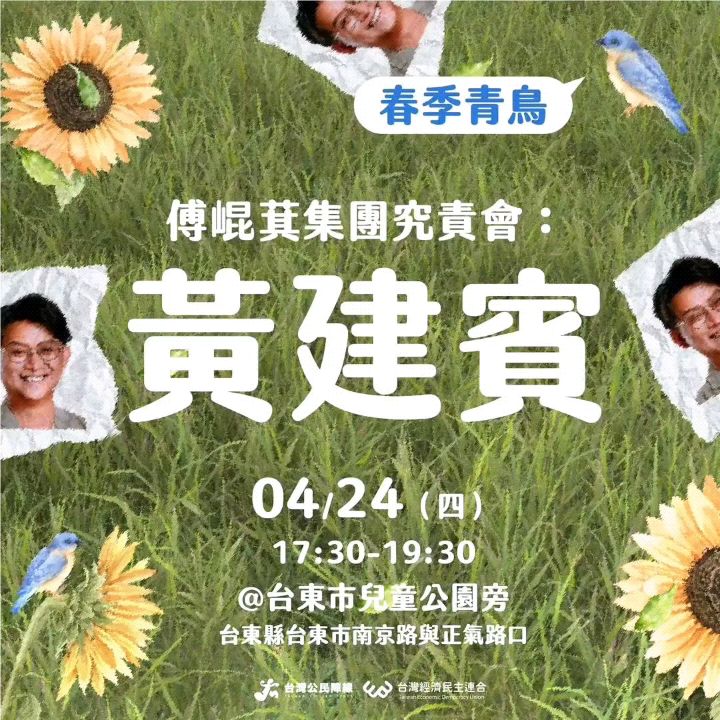 春季青鳥
傅崐萁集團究責會：
黃建賓
04/24（四）
17:30-19:30
@台東市兒童公園旁
台東縣台東市南京路與正氣路口
台灣公民陣線
台灣經濟民主連合
Taiwan Economic Democracy Union